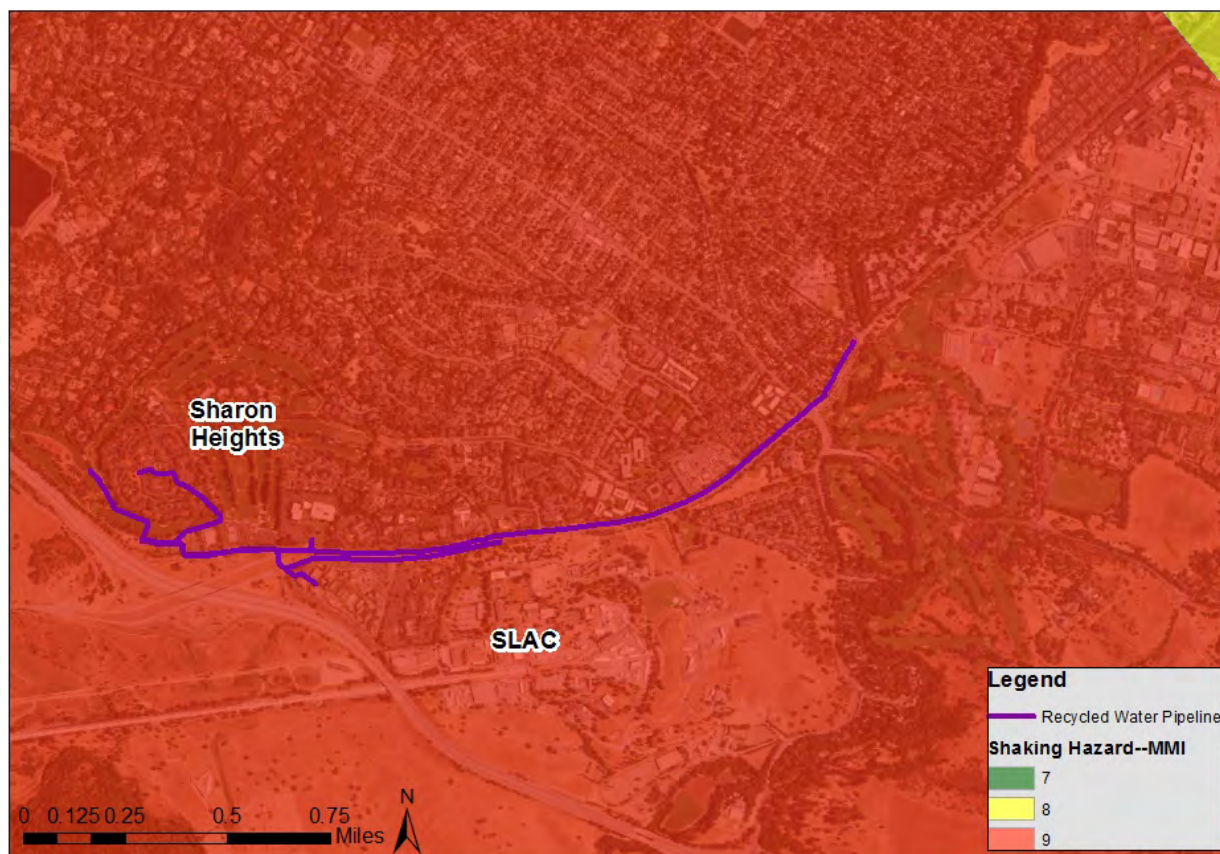 Sharon
Heights
SLAC
Legend
Recycled Water Pipeline
Shaking Hazard--MMI
7
8
9
0 0.125 0.25 0.5 0.75
Miles
N